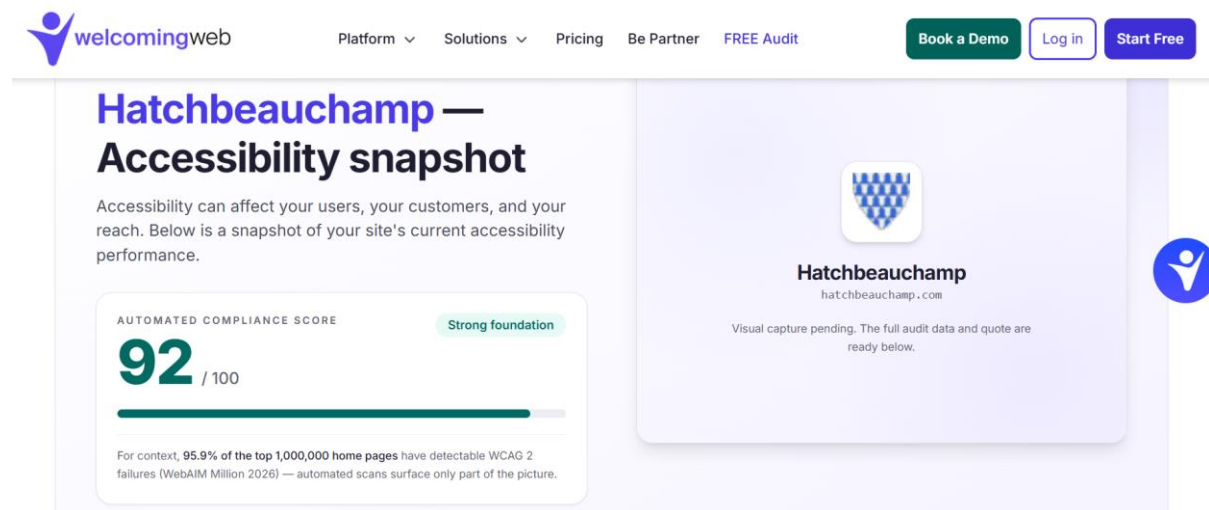 welcomingweb
Platform
Solutions
Pricing
Be Partner
FREE Audit
Book a Demo
Log in
Start Free
Hatchbeauchamp —
Accessibility snapshot
Accessibility can affect your users, your customers, and your
reach. Below is a snapshot of your site's current accessibility
performance.
AUTOMATED COMPLIANCE SCORE
Strong foundation
92 / 100
For context, 95.9% of the top 1,000,000 home pages have detectable WCAG 2
failures (WebAIM Million 2026) — automated scans surface only part of the picture.
Hatchbeauchamp
hatchbeauchamp.com
Visual capture pending. The full audit data and quote are
ready below.